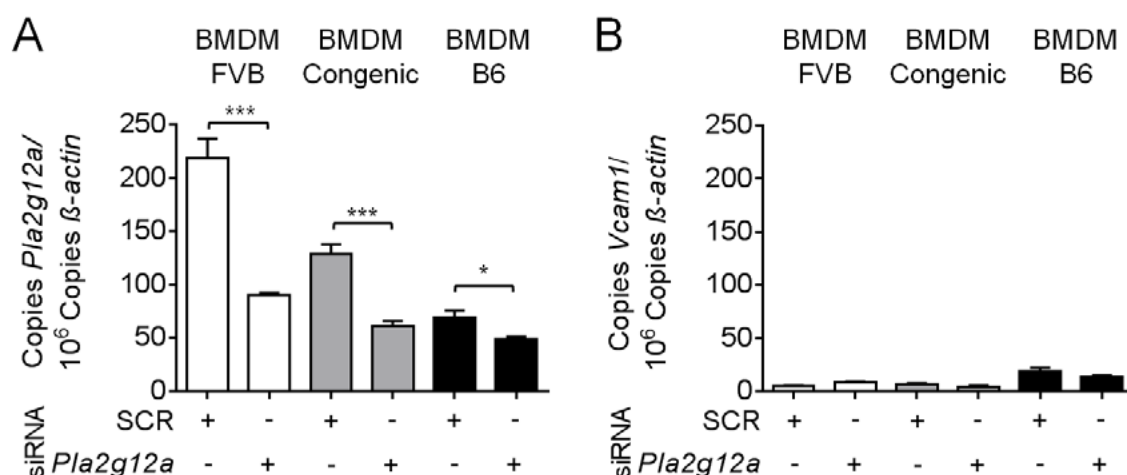 A
BMDM FVB
BMDM Congenic
BMDM B6
Copies Pla2g12a/
10⁶ Copies ß-actin
250
200
150
100
50
0
***
***
*
siRNA
SCR + - + - + -
Pla2g12a - + - + - +
B
BMDM FVB
BMDM Congenic
BMDM B6
Copies Vcam1/
10⁶ Copies ß-actin
250
200
150
100
50
0
siRNA
SCR + - + - + -
Pla2g12a - + - + - +